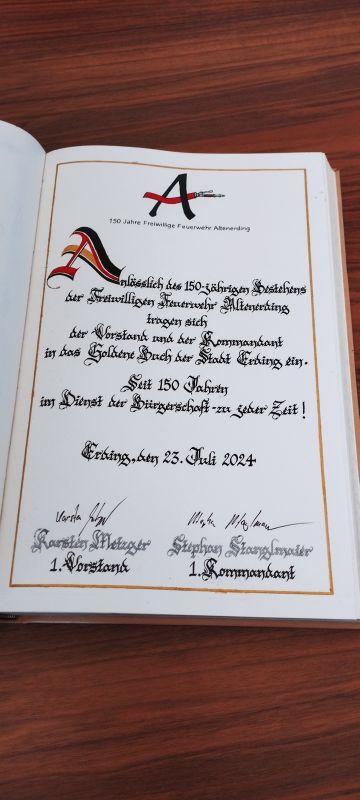 A
150 Jahre Freiwillige Feuerwehr Altenerding
Anlässlich des 150-jährigen Bestehens
der Freiwilligen Feuerwehr Altenerding
tragen sich
der Vorstand und der Kommandant
in das Goldene Buch der Stadt Erding ein.
Seit 150 Jahren
im Dienst der Bürgerschaft - zu jeder Zeit!
Erding, den 23. Juli 2024
Karsten Metzger Stephan Stanglmaier
1. Vorstand 1. Kommandant